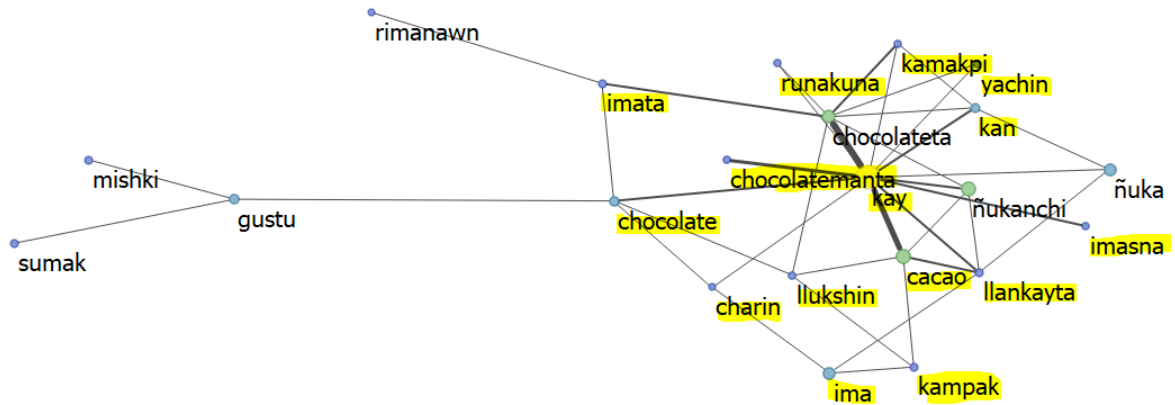 rimanawn
kamakpi
runakuna
yachin
imata
kan
chocolateta
mishki
chocolatemanta
ñuka
kay
ñukanchi
gustu
chocolate
imasna
sumak
cacao
llankayta
llukshin
charin
kampak
ima